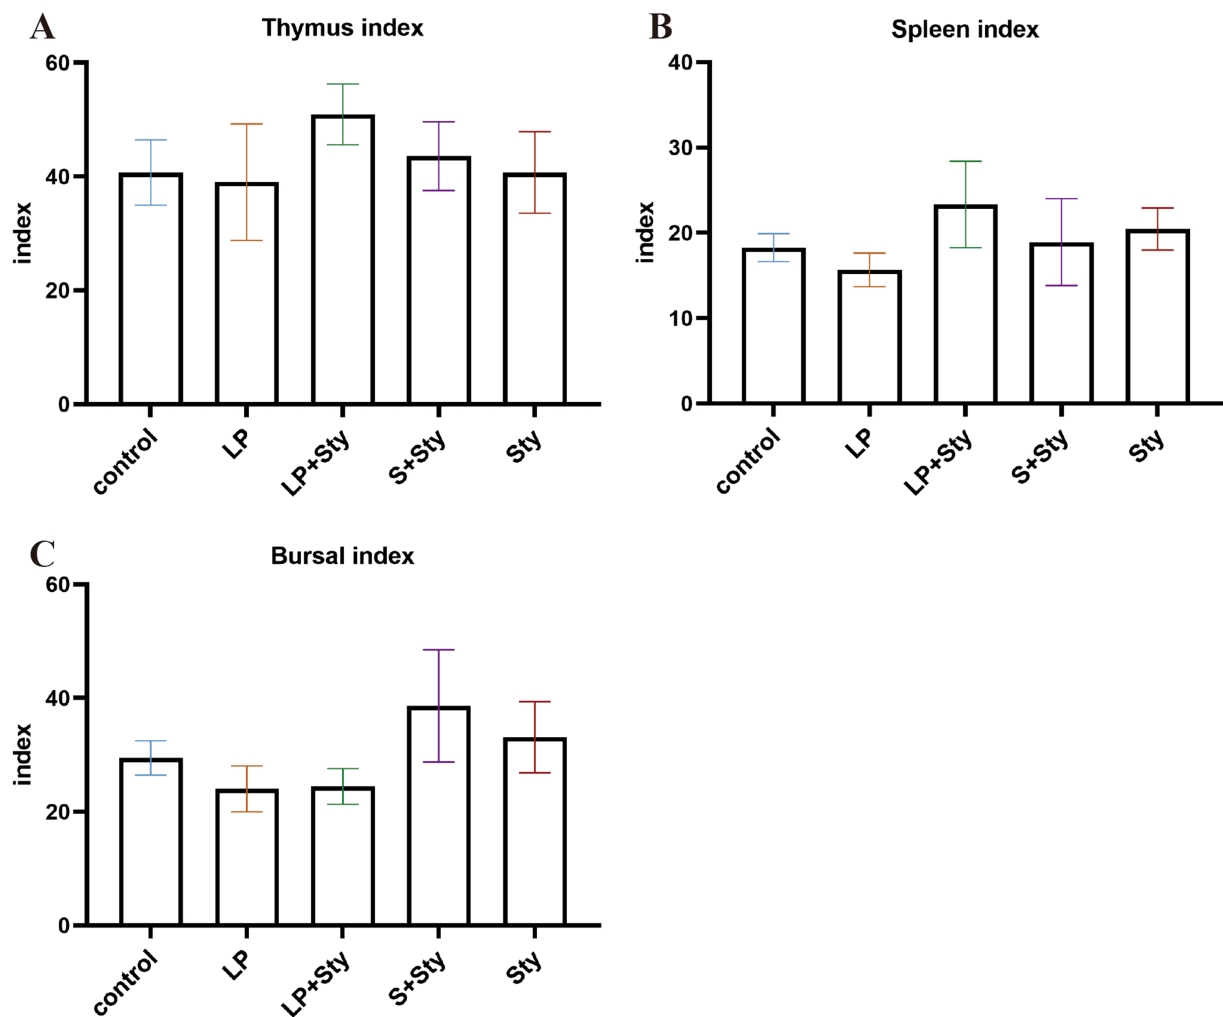 A
Thymus index
index
60
40
20
0
control
LP
LP+Sty
S+Sty
Sty
B
Spleen index
index
40
30
20
10
0
control
LP
LP+Sty
S+Sty
Sty
C
Bursal index
index
60
40
20
0
control
LP
LP+Sty
S+Sty
Sty